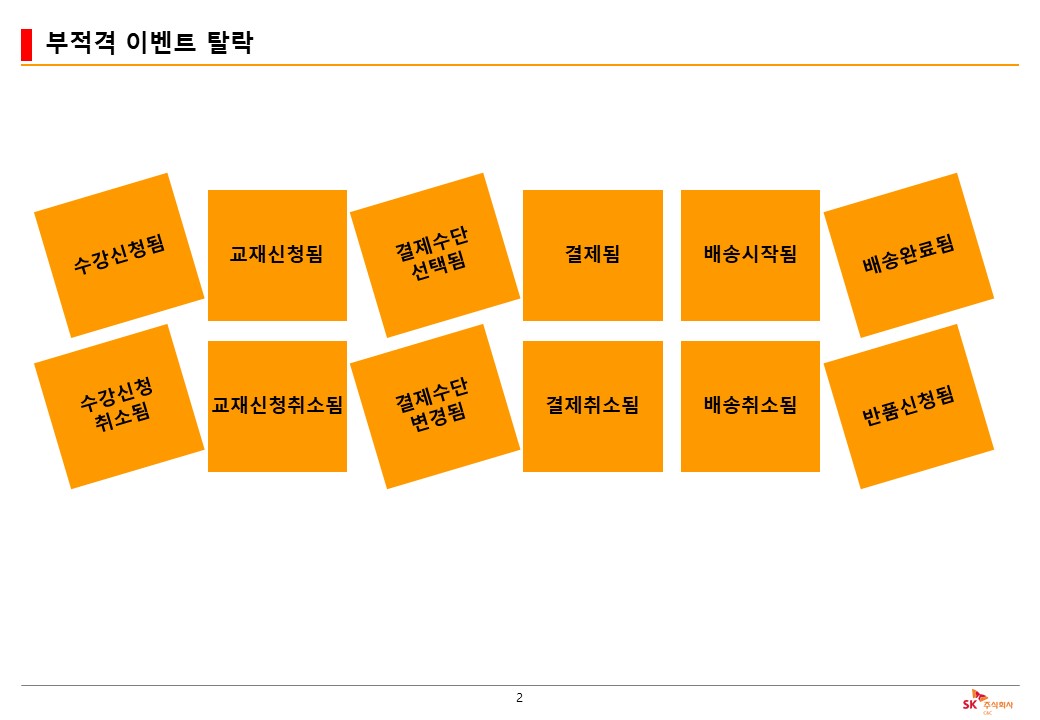 부적격 이벤트 탈락
수강신청됨
교재신청됨
결제수단
선택됨
결제됨
배송시작됨
배송완료됨
수강신청
취소됨
교재신청취소됨
결제수단
변경됨
결제취소됨
배송취소됨
반품신청됨
2
SK 주식회사
C&C